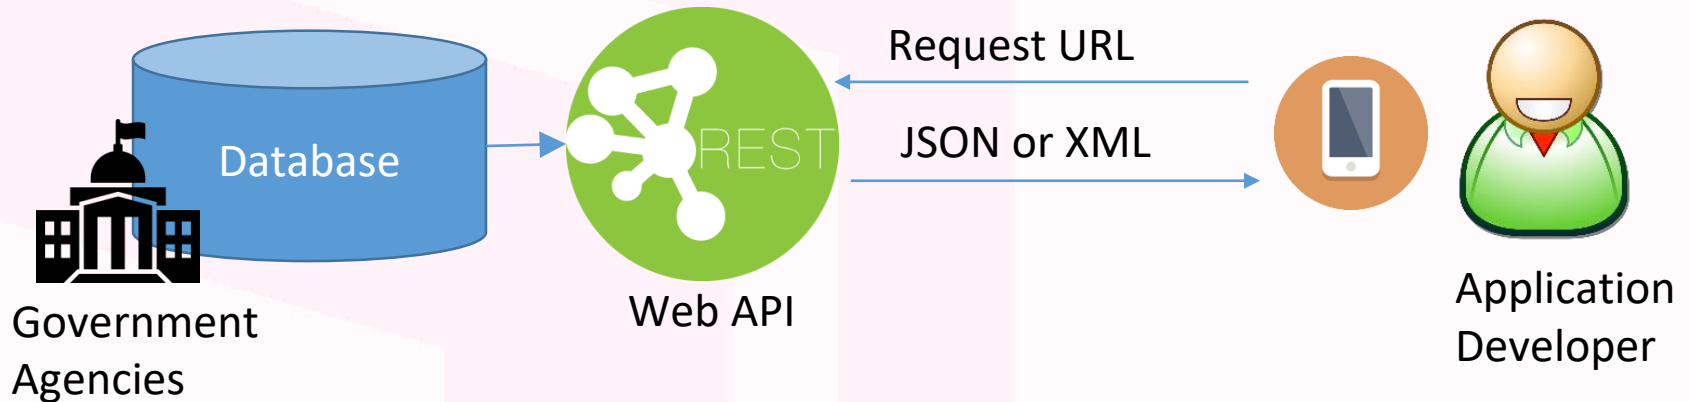 Request URL
Database
REST
JSON or XML
Government
Agencies
Web API
Application
Developer